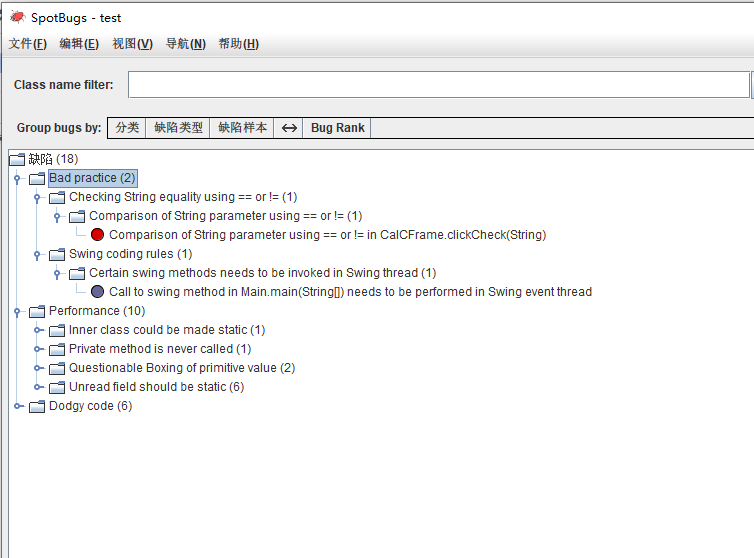 SpotBugs - test
文件(F) 编辑(E) 视图(V) 导航(N) 帮助(H)
Class name filter:
Group bugs by: 分类 缺陷类型 缺陷样本 ↔ Bug Rank
缺陷 (18)
Bad practice (2)
Checking String equality using == or != (1)
Comparison of String parameter using == or != (1)
Comparison of String parameter using == or != in CalCFrame.clickCheck(String)
Swing coding rules (1)
Certain swing methods needs to be invoked in Swing thread (1)
Call to swing method in Main.main(String[]) needs to be performed in Swing event thread
Performance (10)
Inner class could be made static (1)
Private method is never called (1)
Questionable Boxing of primitive value (2)
Unread field should be static (6)
Dodgy code (6)